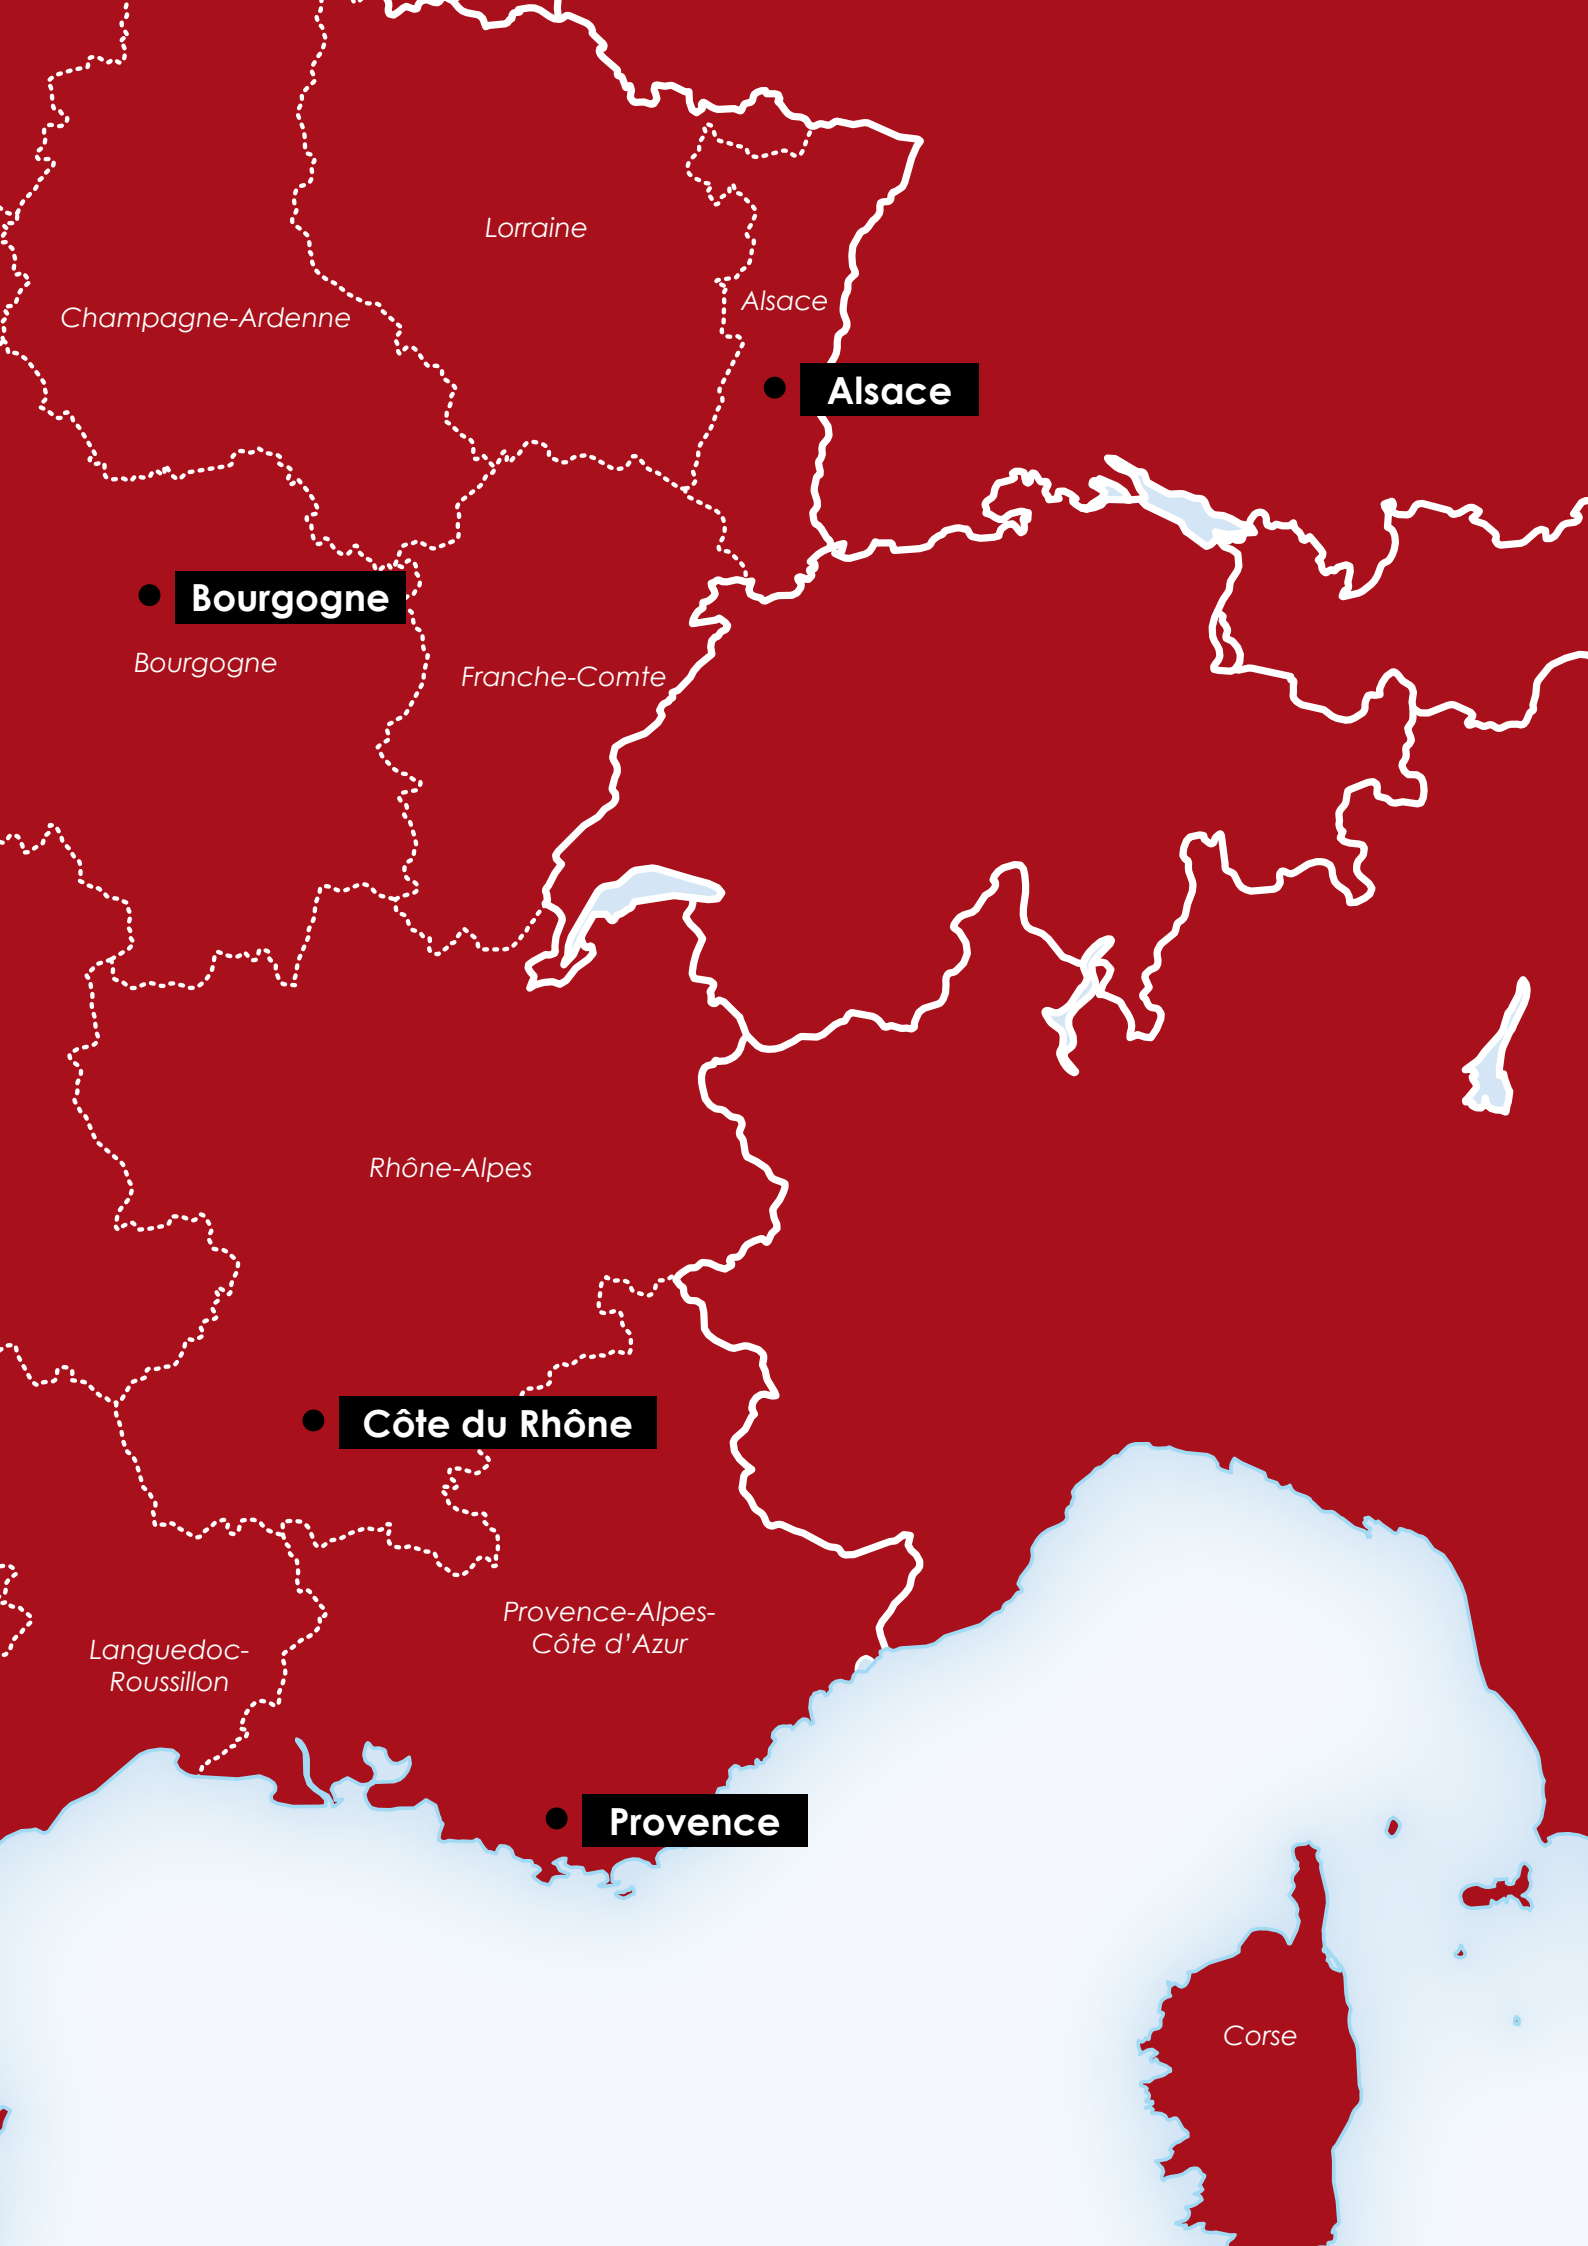 Lorraine
Alsace
Champagne-Ardenne
Alsace
Bourgogne
Bourgogne
Franche-Comte
Rhône-Alpes
Côte du Rhône
Provence-Alpes-
Côte d’Azur
Languedoc-
Roussillon
Provence
Corse